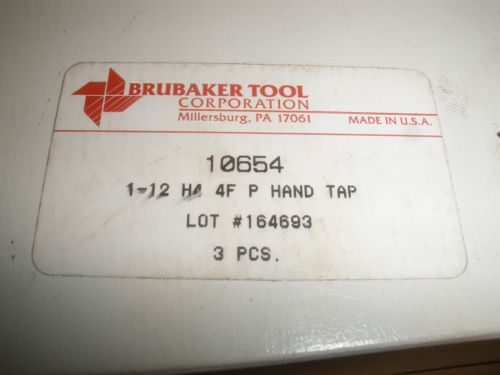 BRUBAKER TOOL
CORPORATION
Millersburg, PA 17061
MADE IN U.S.A.
10654
1-12 H4 4F P HAND TAP
LOT #164693
3 PCS.